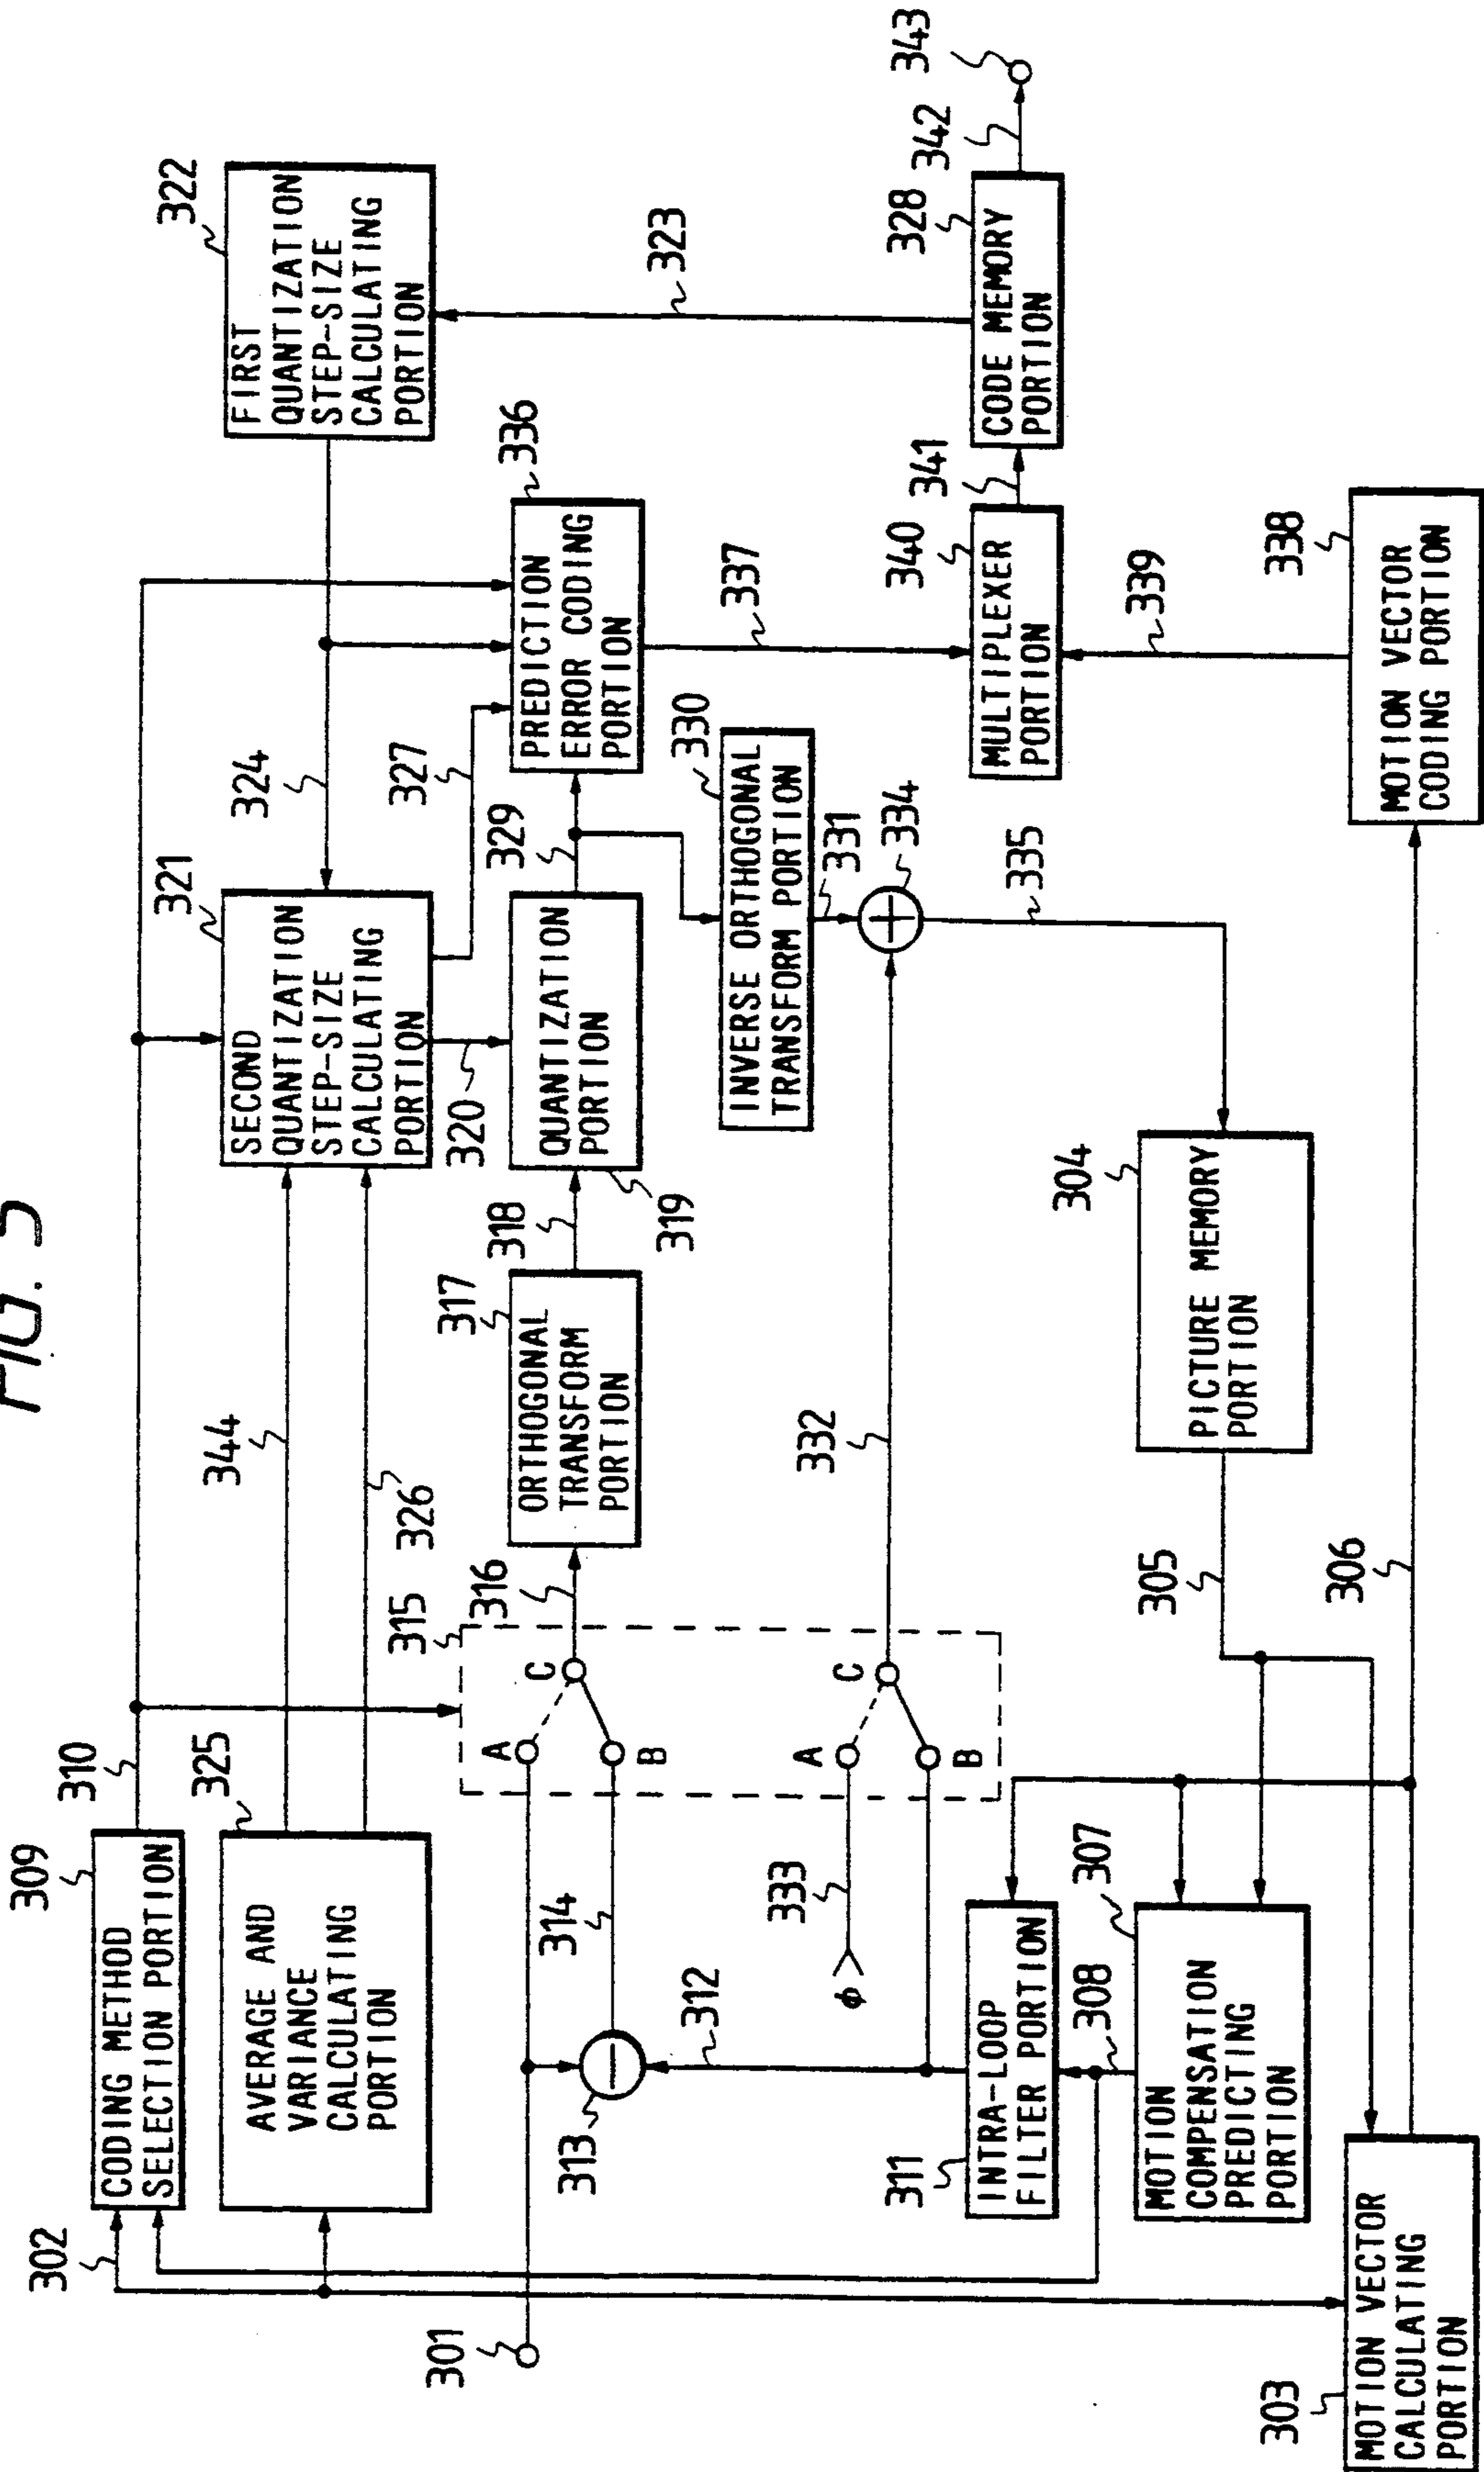 FIG. 3
309
CODING METHOD
SELECTION PORTION
310
302
325
AVERAGE AND
VARIANCE
CALCULATING
PORTION
344
326
321
SECOND
QUANTIZATION
STEP-SIZE
CALCULATING
PORTION
324
322
FIRST
QUANTIZATION
STEP-SIZE
CALCULATING
PORTION
323
327
320
301
313
314
315
A
B
C
316
317
ORTHOGONAL
TRANSFORM
PORTION
318
319
QUANTIZATION
PORTION
329
336
PREDICTION
ERROR CODING
PORTION
337
330
INVERSE ORTHOGONAL
TRANSFORM PORTION
331
334
335
312
333
φ
A
B
C
332
311
INTRA-LOOP
FILTER PORTION
308
307
MOTION
COMPENSATION
PREDICTING
PORTION
305
304
PICTURE MEMORY
PORTION
340
MULTIPLEXER
PORTION
341
328
CODE MEMORY
PORTION
342
343
303
MOTION VECTOR
CALCULATING
PORTION
306
338
MOTION VECTOR
CODING PORTION
339